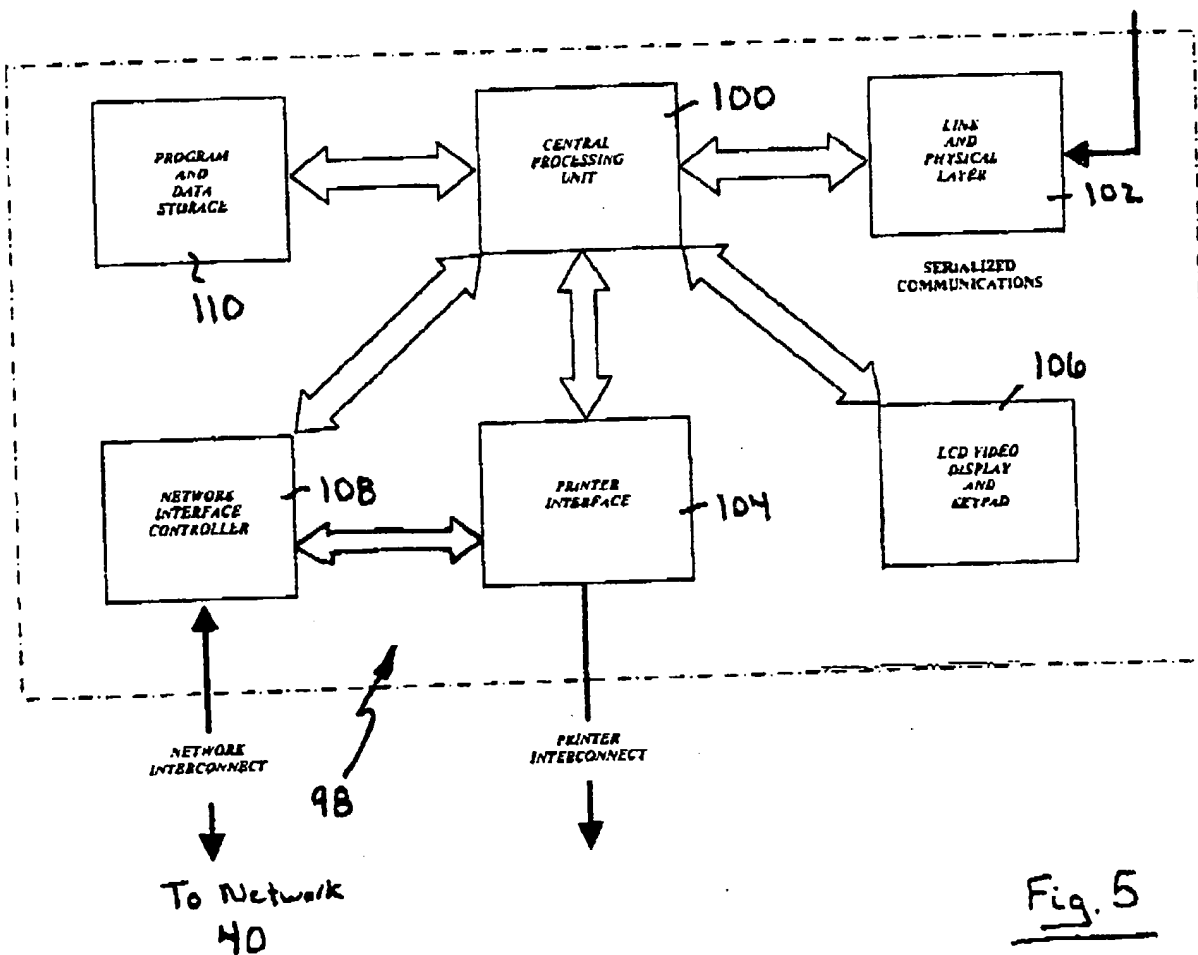 PROGRAM
AND
DATA
STORAGE
110
CENTRAL
PROCESSING
UNIT
100
LINK
AND
PHYSICAL
LAYER
102
SERIALIZED
COMMUNICATIONS
NETWORK
INTERFACE
CONTROLLER
108
PRINTER
INTERFACE
104
106
LCD VIDEO
DISPLAY
AND
KEYPAD
NETWORK
INTERCONNECT
98
PRINTER
INTERCONNECT
To Network
40
Fig. 5